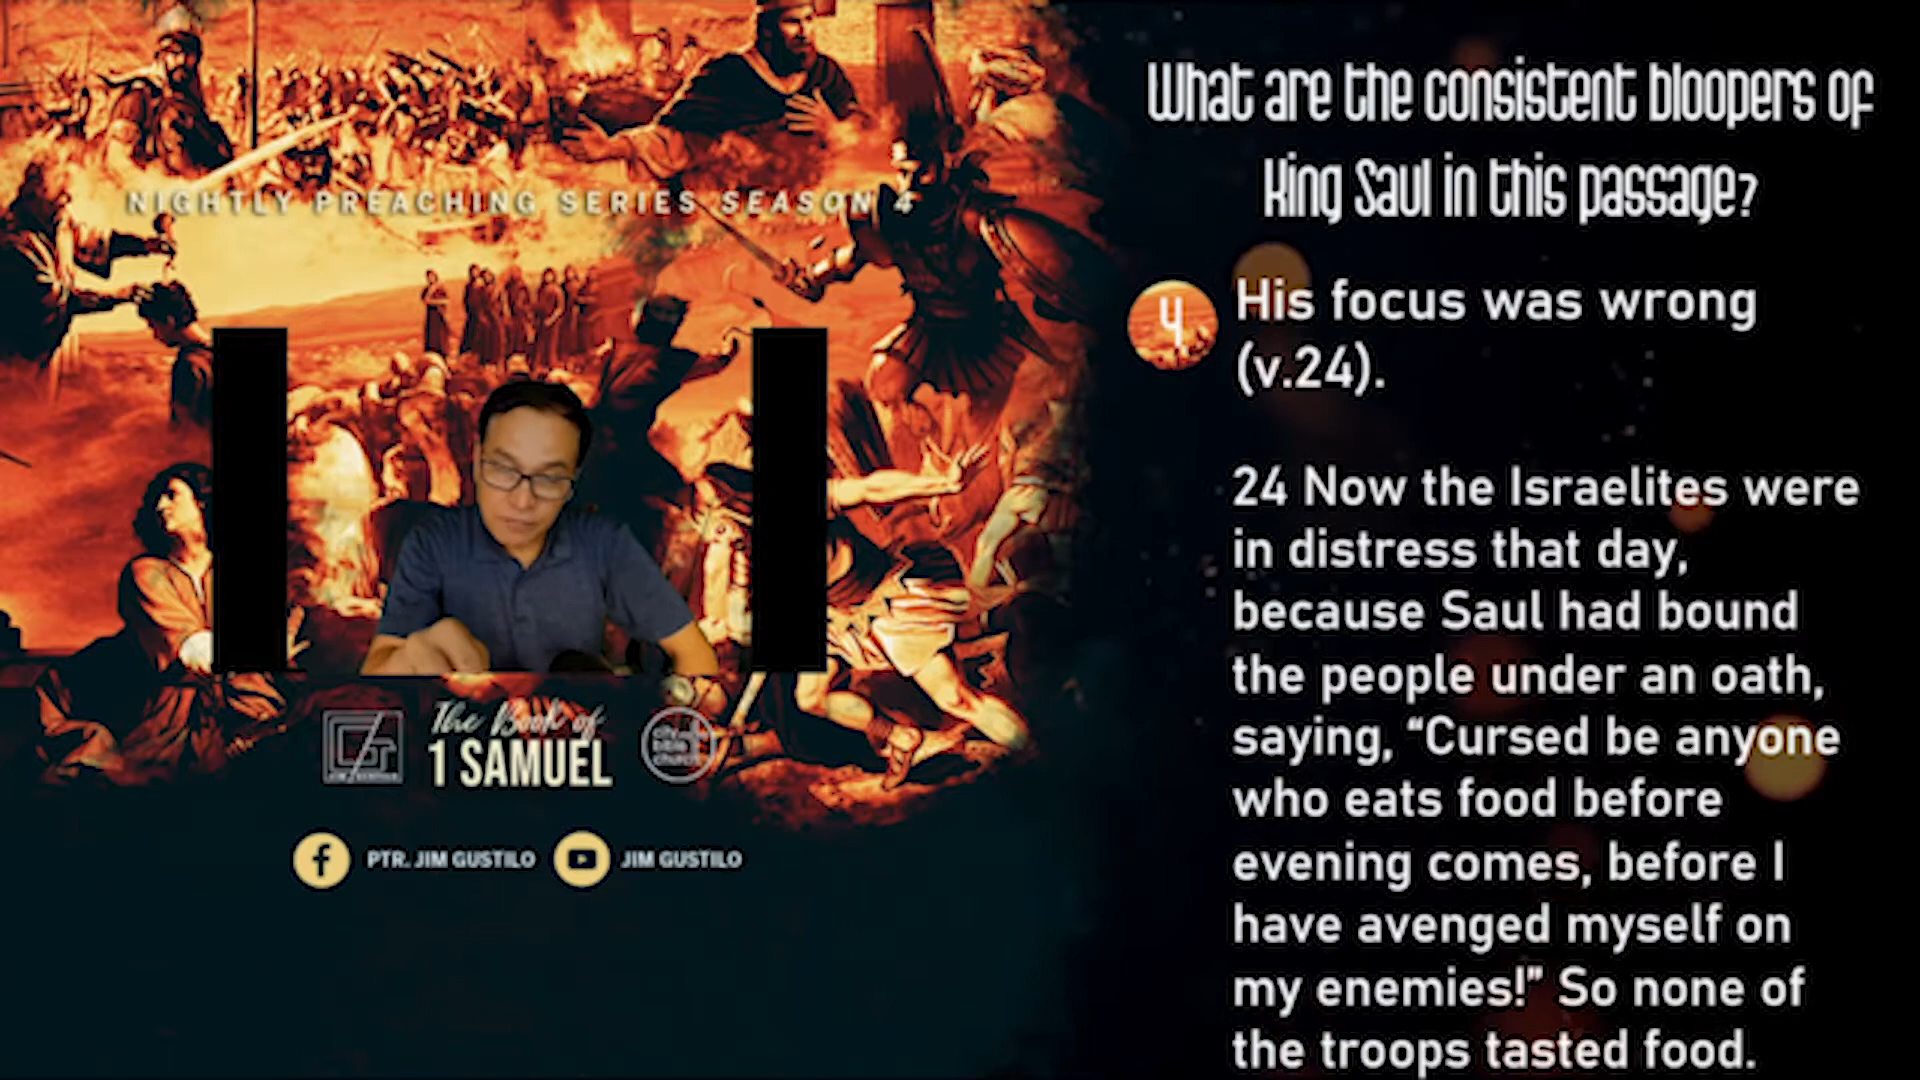 NIGHTLY PREACHING SERIES SEASON 4
The Book of
1 SAMUEL
city
bible
church
PTR. JIM GUSTILO
JIM GUSTILO
What are the consistent bloopers of
King Saul in this passage?
4
His focus was wrong
(v.24).
24 Now the Israelites were
in distress that day,
because Saul had bound
the people under an oath,
saying, “Cursed be anyone
who eats food before
evening comes, before I
have avenged myself on
my enemies!” So none of
the troops tasted food.